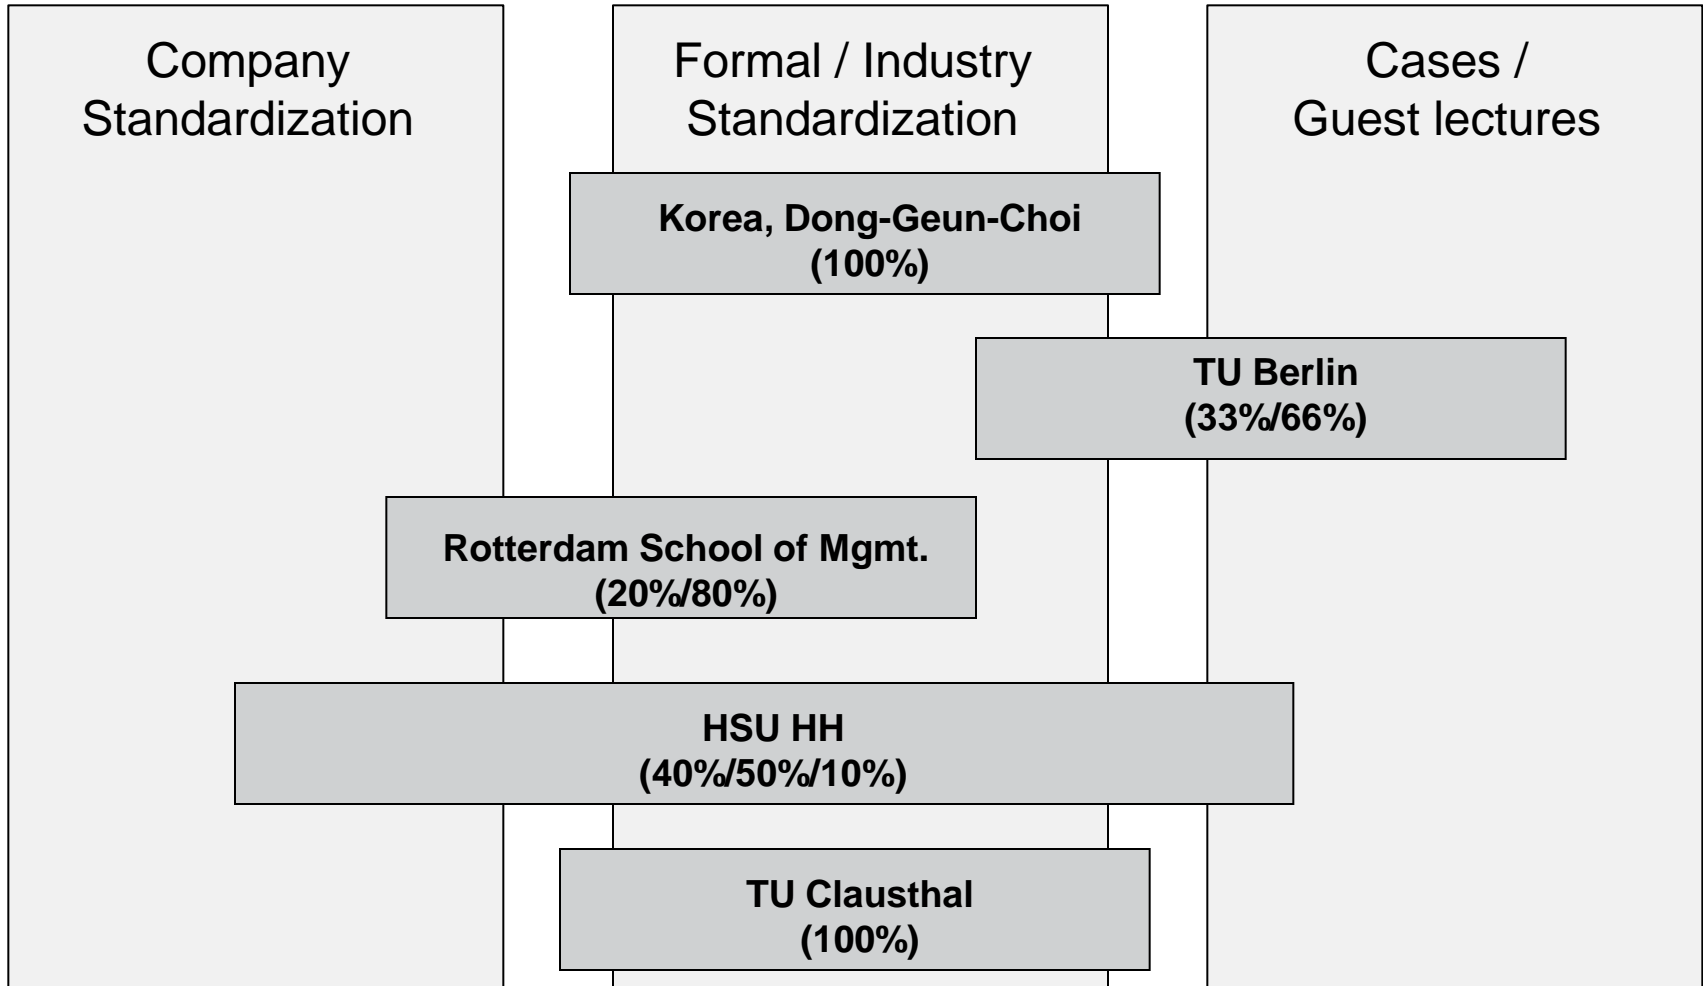 Company
Standardization
Formal / Industry
Standardization
Cases /
Guest lectures
Korea, Dong-Geun-Choi
(100%)
TU Berlin
(33%/66%)
Rotterdam School of Mgmt.
(20%/80%)
HSU HH
(40%/50%/10%)
TU Clausthal
(100%)